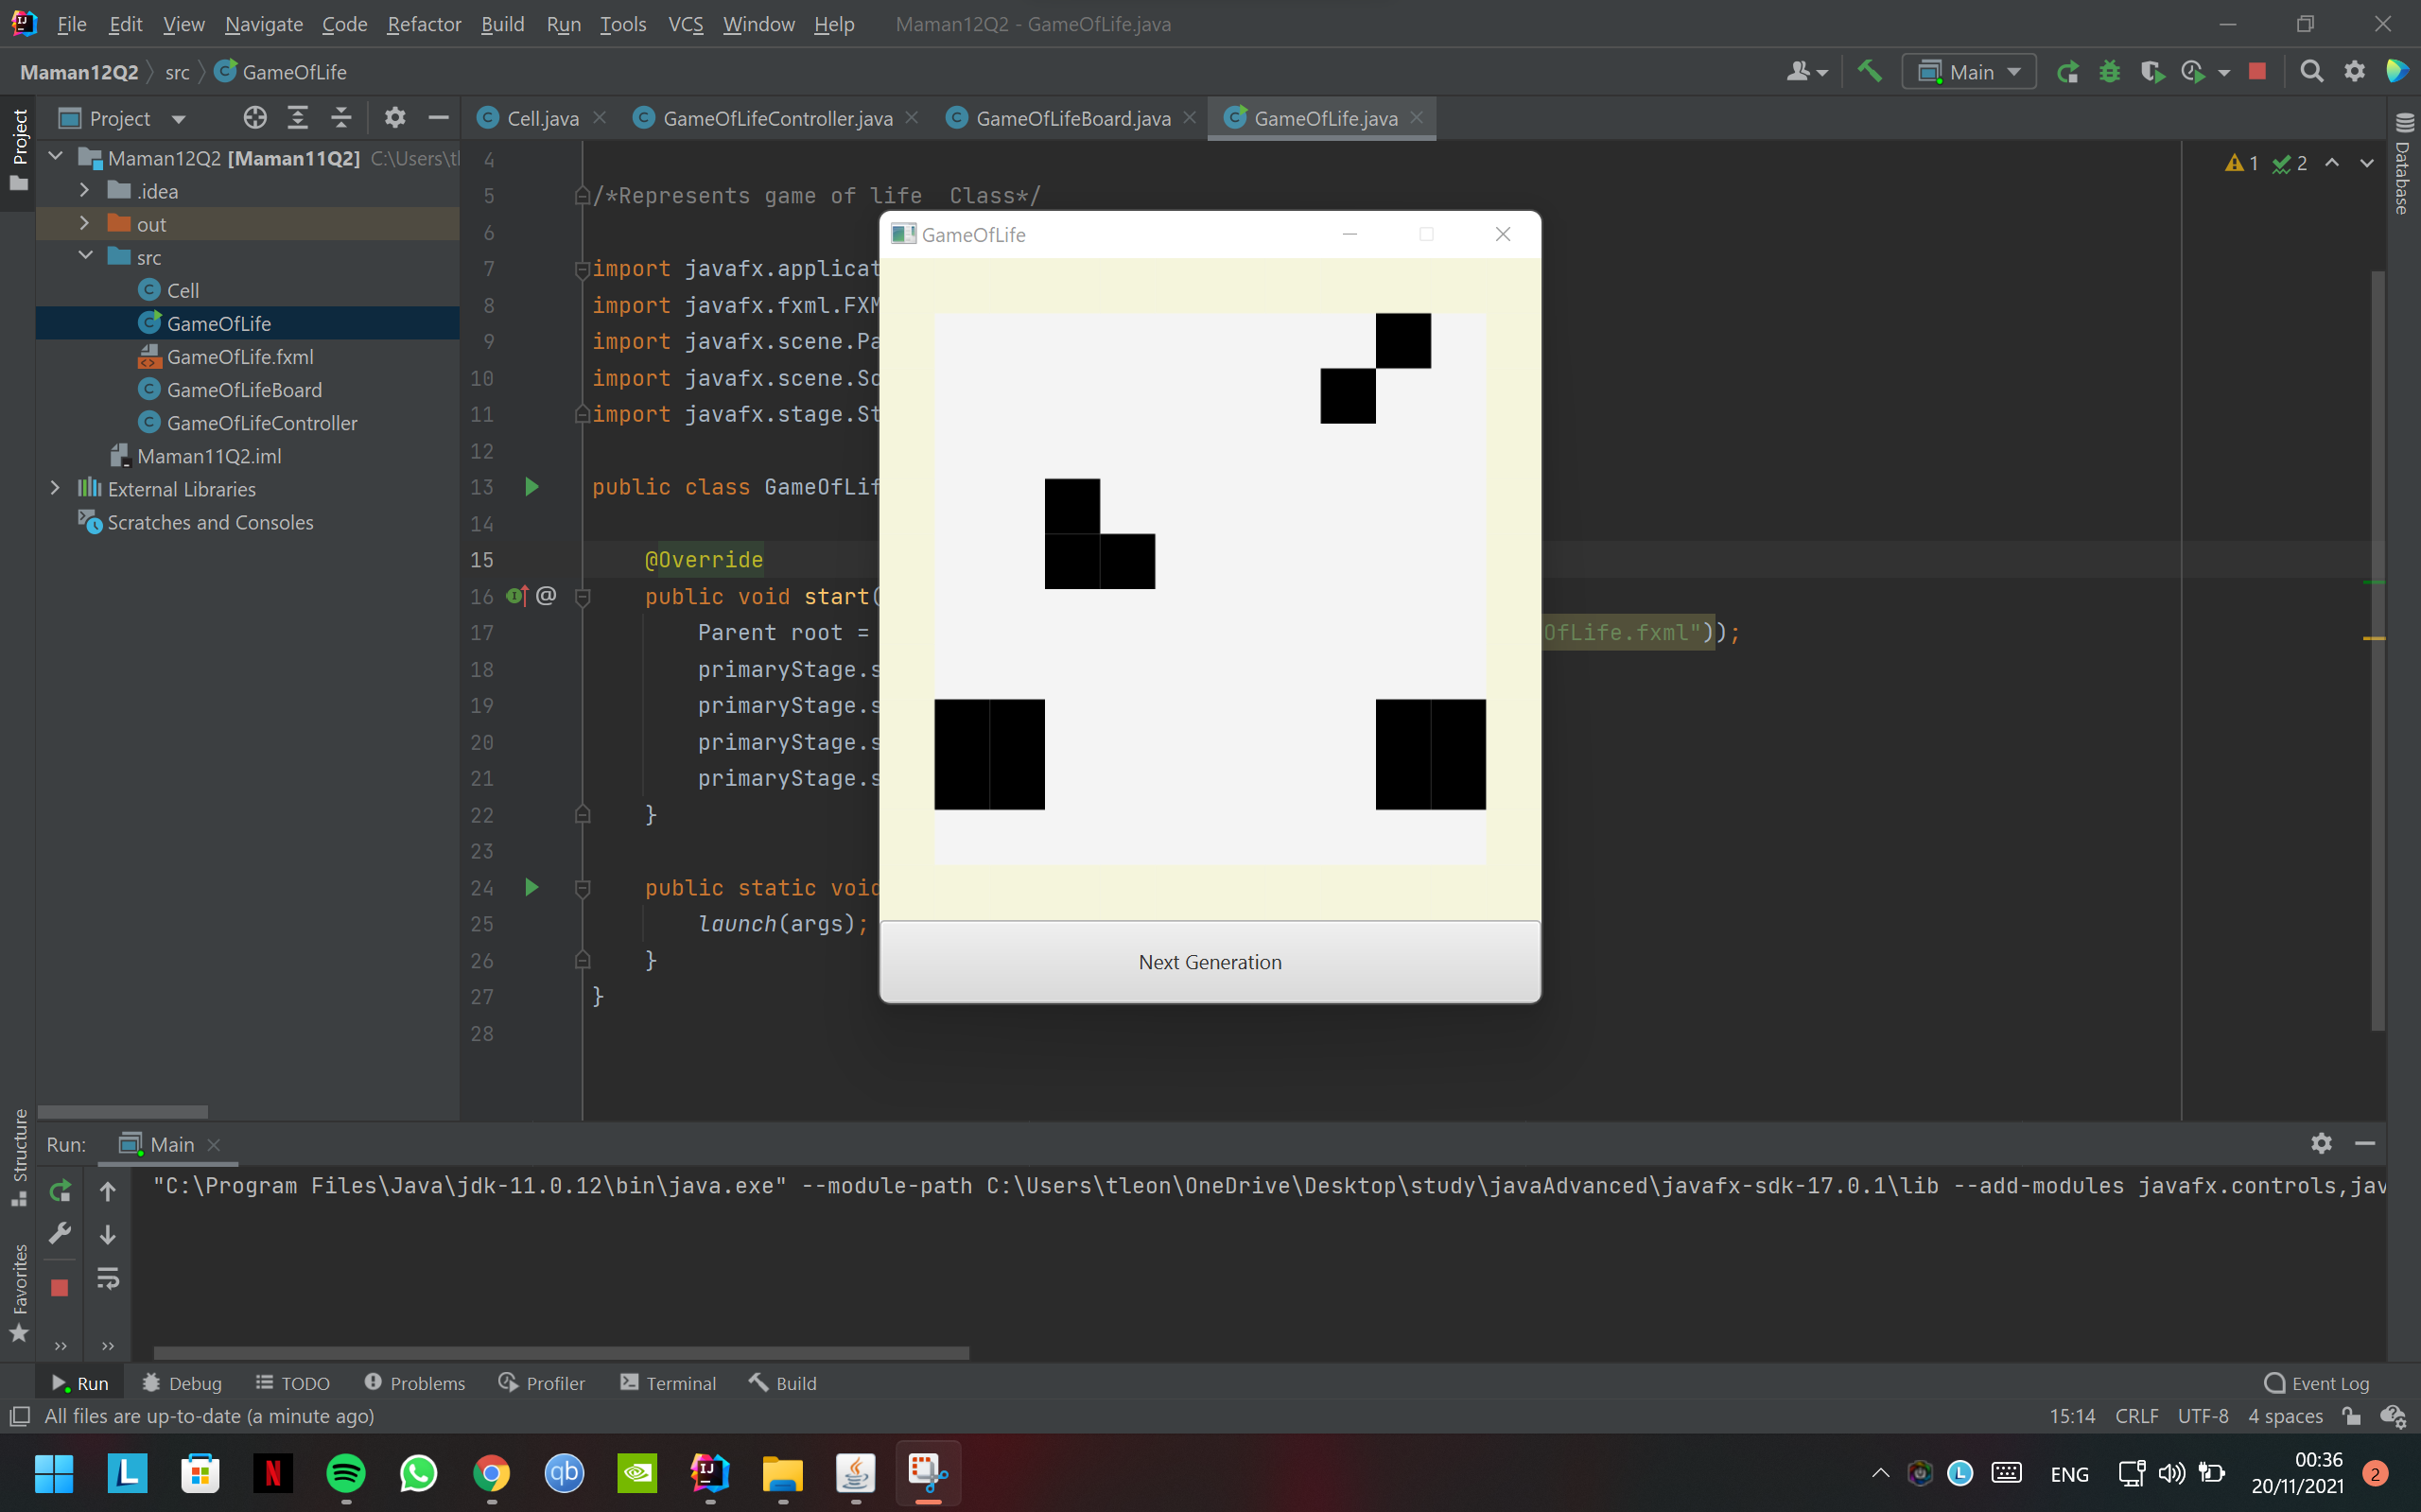 File Edit View Navigate Code Refactor Build Run Tools VCS Window Help Maman12Q2 - GameOfLife.java
Maman12Q2 src GameOfLife
Main
Project
Project
Cell.java GameOfLifeController.java GameOfLifeBoard.java GameOfLife.java
Maman12Q2 [Maman11Q2] C:\Users\tl
.idea
out
src
Cell
GameOfLife
GameOfLife.fxml
GameOfLifeBoard
GameOfLifeController
Maman11Q2.iml
External Libraries
Scratches and Consoles
1 2
Database
4
5 /*Represents game of life  Class*/
6
7 import javafx.applicat
8 import javafx.fxml.FXM
9 import javafx.scene.Pa
10 import javafx.scene.Sc
11 import javafx.stage.St
12
13 public class GameOfLif
14
15 @Override
16 @ public void start(
17 Parent root = OfLife.fxml"));
18 primaryStage.s
19 primaryStage.s
20 primaryStage.s
21 primaryStage.s
22 }
23
24 public static void
25 launch(args);
26 }
27 }
28
GameOfLife
Next Generation
Structure
Favorites
Run: Main
"C:\Program Files\Java\jdk-11.0.12\bin\java.exe" --module-path C:\Users\tleon\OneDrive\Desktop\study\javaAdvanced\javafx-sdk-17.0.1\lib --add-modules javafx.controls,jav
Run Debug TODO Problems Profiler Terminal Build Event Log
All files are up-to-date (a minute ago) 15:14 CRLF UTF-8 4 spaces
ENG
00:36
20/11/2021
2